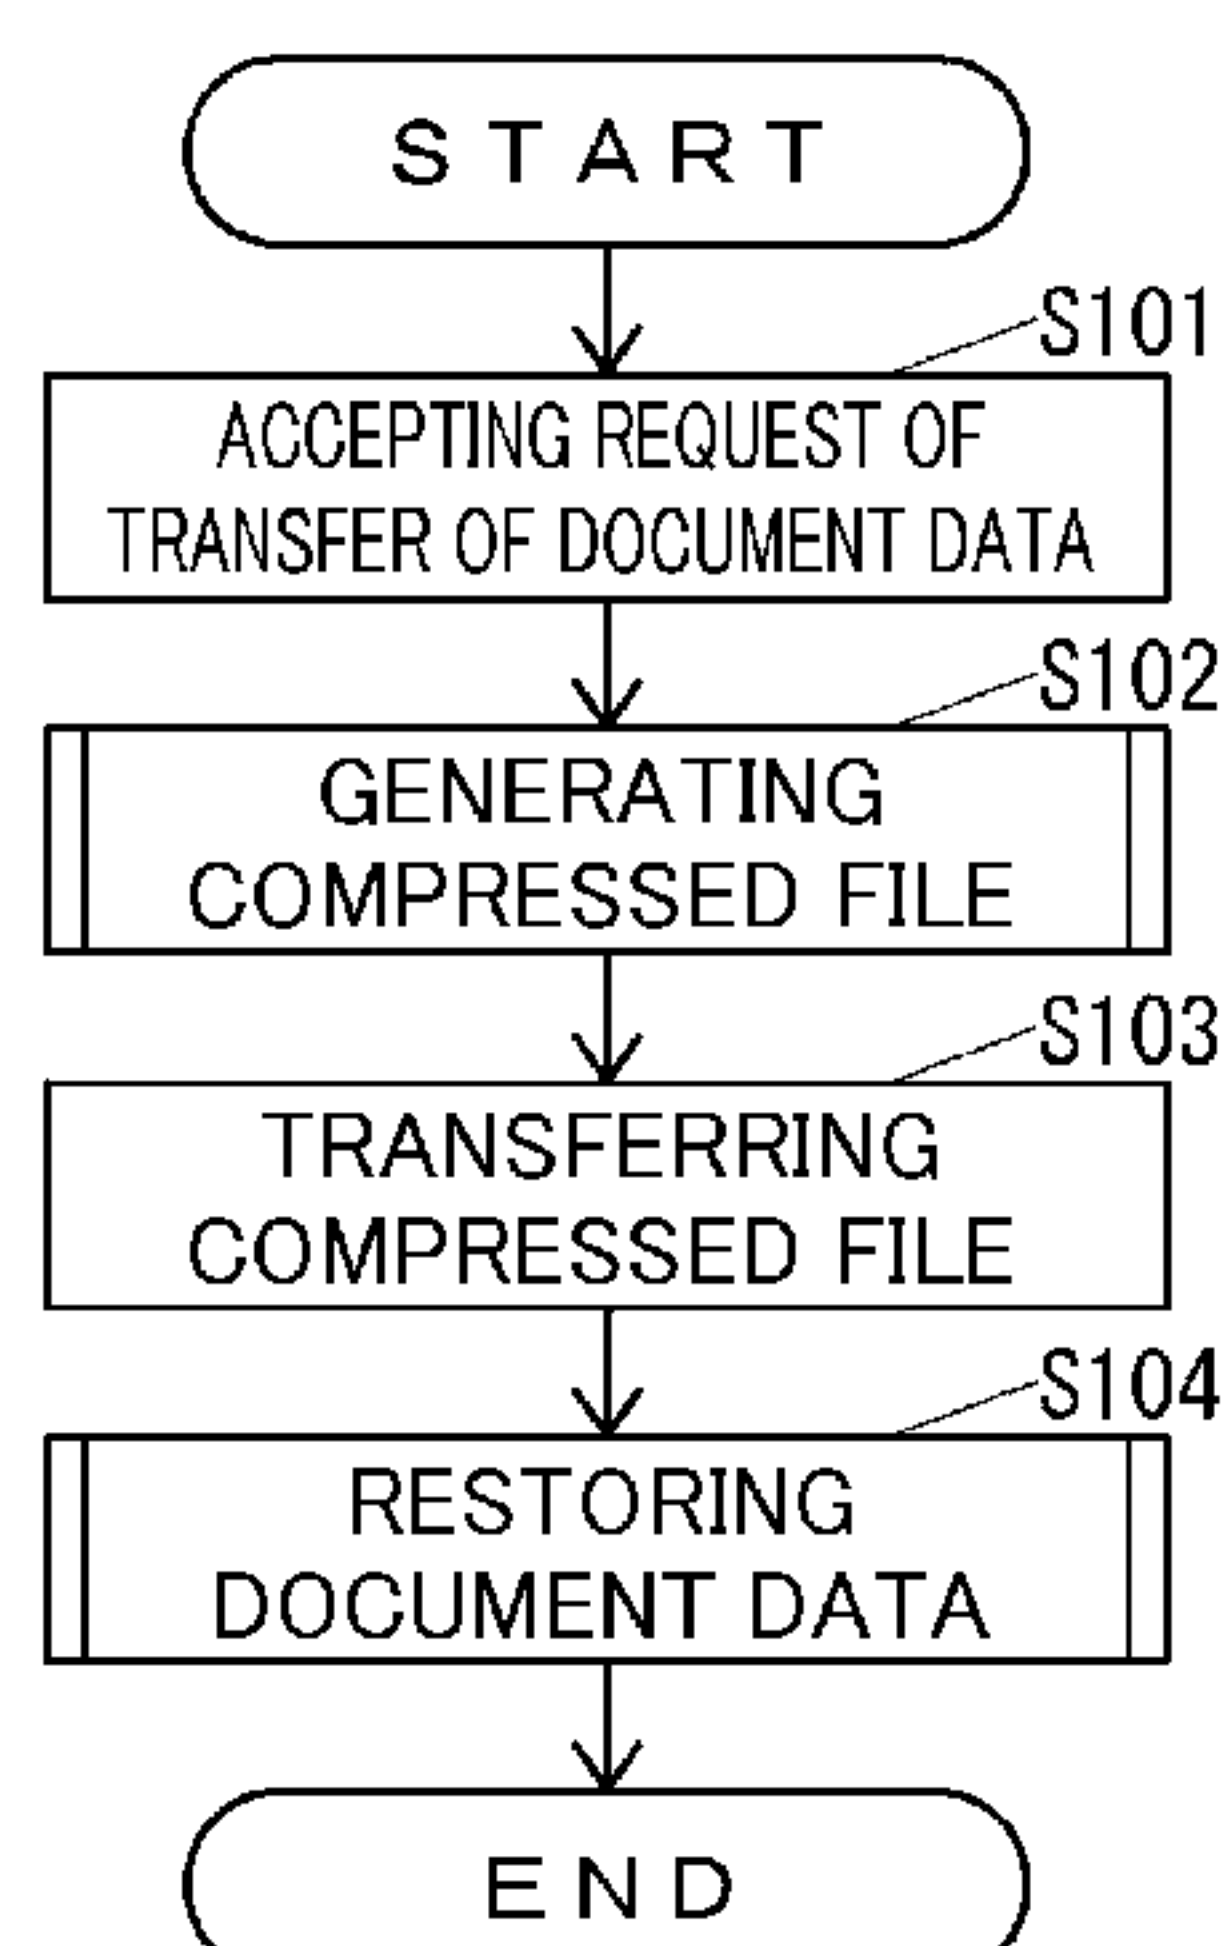 START
S101
ACCEPTING REQUEST OF
TRANSFER OF DOCUMENT DATA
S102
GENERATING
COMPRESSED FILE
S103
TRANSFERRING
COMPRESSED FILE
S104
RESTORING
DOCUMENT DATA
END